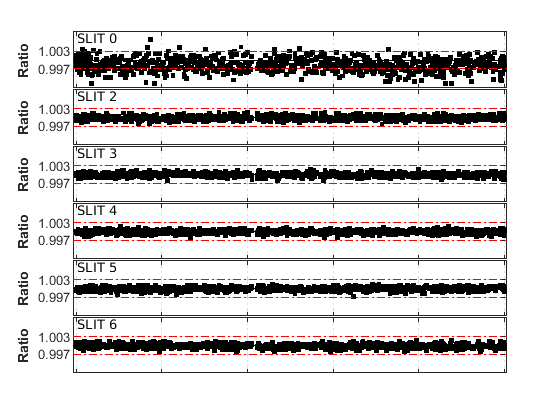 SLIT 0
Ratio
1.003
0.997
SLIT 2
Ratio
1.003
0.997
SLIT 3
Ratio
1.003
0.997
SLIT 4
Ratio
1.003
0.997
SLIT 5
Ratio
1.003
0.997
SLIT 6
Ratio
1.003
0.997